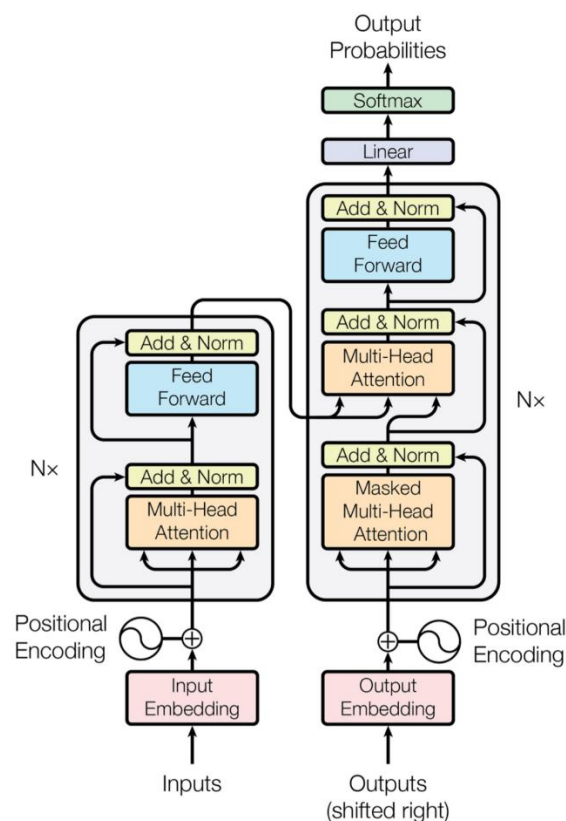 Output
Probabilities
Softmax
Linear
Add & Norm
Feed
Forward
Add & Norm
Multi-Head
Attention
Add & Norm
Masked
Multi-Head
Attention
Nx
Add & Norm
Feed
Forward
Add & Norm
Multi-Head
Attention
Nx
Positional
Encoding
Positional
Encoding
Input
Embedding
Output
Embedding
Inputs
Outputs
(shifted right)